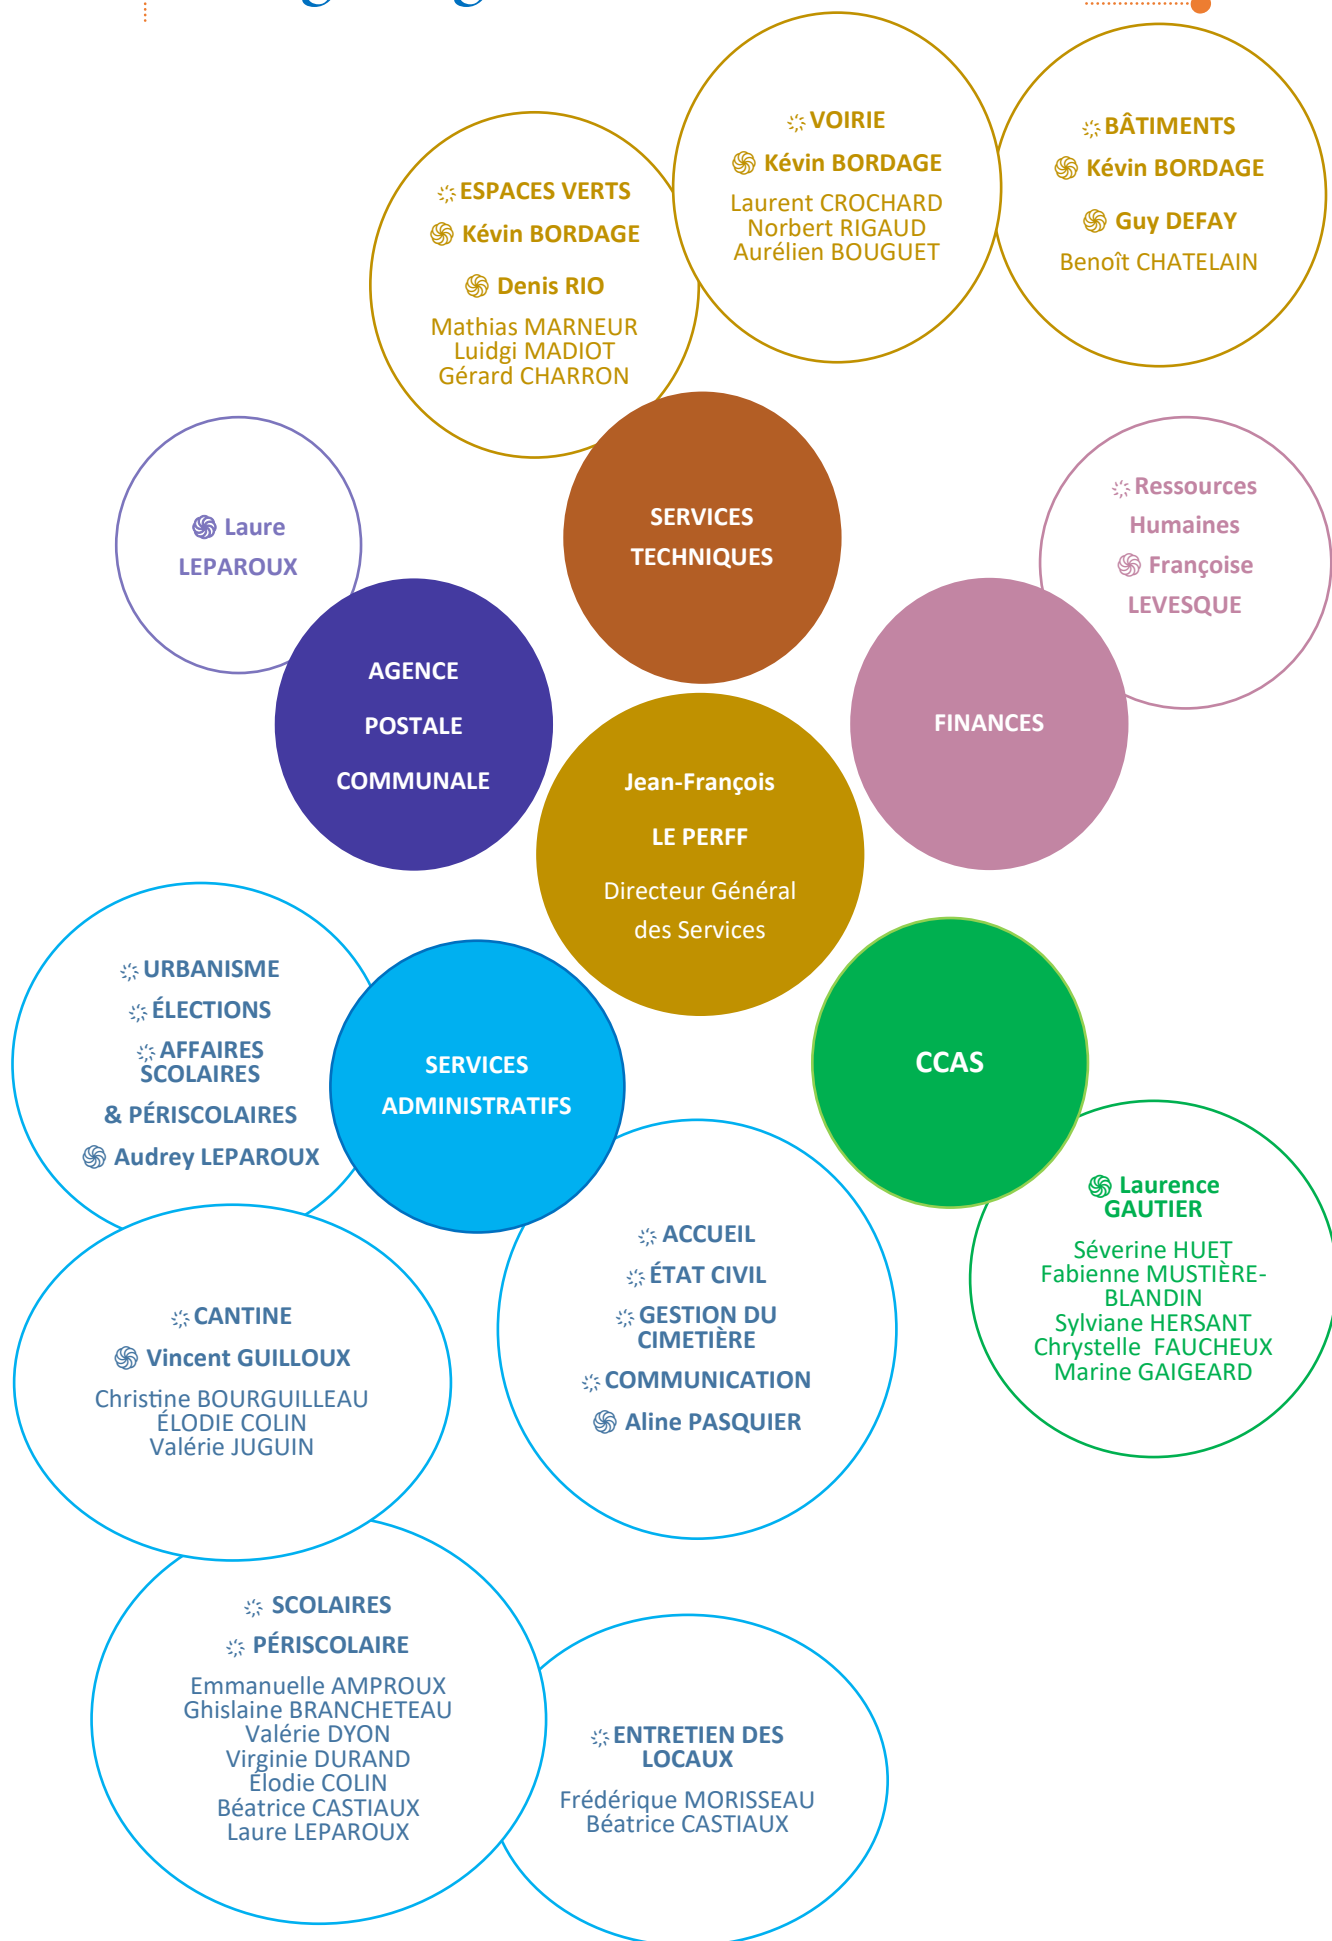 VOIRIE
Kévin BORDAGE
Laurent CROCHARD
Norbert RIGAUD
Aurélien BOUGUET
BÂTIMENTS
Kévin BORDAGE
Guy DEFAY
Benoît CHATELAIN
ESPACES VERTS
Kévin BORDAGE
Denis RIO
Mathias MARNEUR
Luidgi MADIOT
Gérard CHARRON
Laure
LEPAROUX
SERVICES
TECHNIQUES
Ressources
Humaines
Françoise
LEVESQUE
AGENCE
POSTALE
COMMUNALE
FINANCES
Jean-François
LE PERFF
Directeur Général
des Services
URBANISME
ÉLECTIONS
AFFAIRES
SCOLAIRES
& PÉRISCOLAIRES
Audrey LEPAROUX
SERVICES
ADMINISTRATIFS
CCAS
Laurence
GAUTIER
Séverine HUET
Fabienne MUSTIÈRE-
BLANDIN
Sylviane HERSANT
Chrystelle  FAUCHEUX
Marine GAIGEARD
ACCUEIL
ÉTAT CIVIL
GESTION DU
CIMETIÈRE
COMMUNICATION
Aline PASQUIER
CANTINE
Vincent GUILLOUX
Christine BOURGUILLEAU
ÉLODIE COLIN
Valérie JUGUIN
SCOLAIRES
PÉRISCOLAIRE
Emmanuelle AMPROUX
Ghislaine BRANCHETEAU
Valérie DYON
Virginie DURAND
Élodie COLIN
Béatrice CASTIAUX
Laure LEPAROUX
ENTRETIEN DES
LOCAUX
Frédérique MORISSEAU
Béatrice CASTIAUX